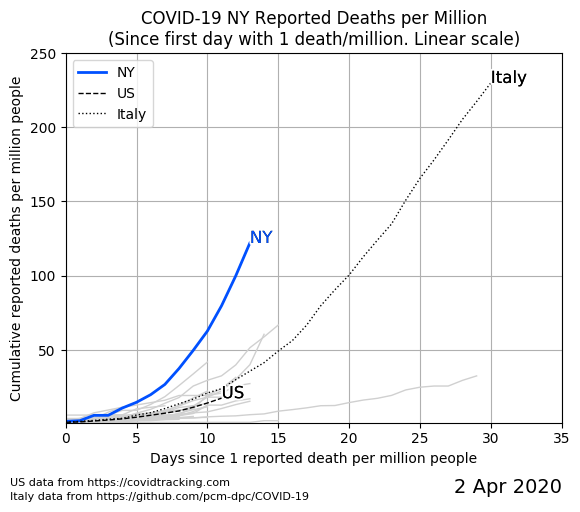 COVID-19 NY Reported Deaths per Million
(Since first day with 1 death/million. Linear scale)
Cumulative reported deaths per million people
250
200
150
100
50
NY
US
Italy
Italy
NY
US
0
5
10
15
20
25
30
35
Days since 1 reported death per million people
US data from https://covidtracking.com
Italy data from https://github.com/pcm-dpc/COVID-19
2 Apr 2020